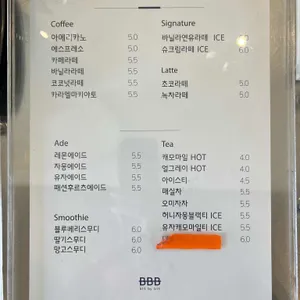 Coffee
아메리카노 5.0
에스프레소 5.0
카페라떼 5.5
바닐라라떼 5.5
코코넛라떼 5.5
카라멜마키아토 5.5
Signature
바닐라연유라떼 ICE
슈크림라떼 ICE 6.0
Latte
초코라떼 5.0
녹차라떼 5.0
Ade
레몬에이드 5.5
자몽에이드 5.5
유자에이드 5.5
패션후르츠에이드 5.5
Smoothie
블루베리스무디 6.0
딸기스무디 6.0
망고스무디 6.0
Tea
캐모마일 HOT 4.0
얼그레이 HOT 4.0
아이스티 4.5
매실차 5.5
오미자차 5.5
허니자몽블랙티 ICE 5.5
유자캐모마일티 ICE 5.5
6.0
BBB